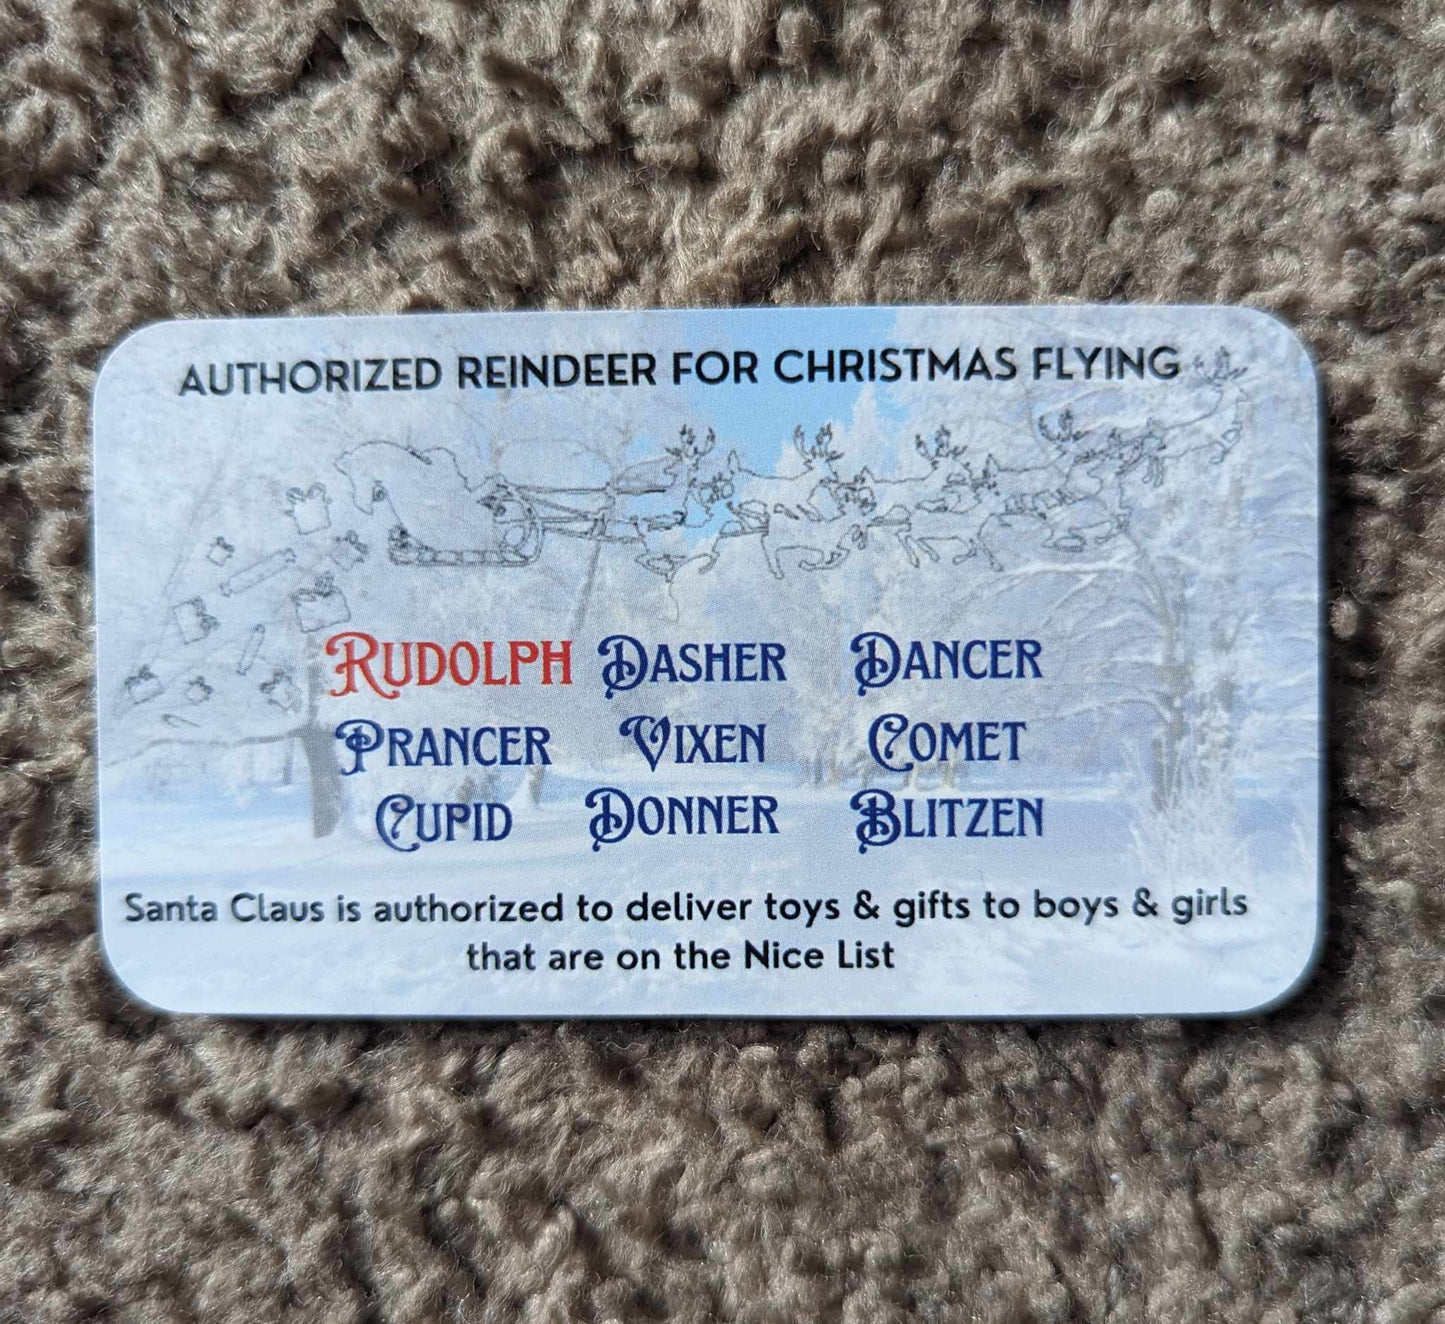 AUTHORIZED REINDEER FOR CHRISTMAS FLYING
RUDOLPH DASHER DANCER
PRANCER VIXEN COMET
CUPID DONNER BLITZEN
Santa Claus is authorized to deliver toys & gifts to boys & girls
that are on the Nice List